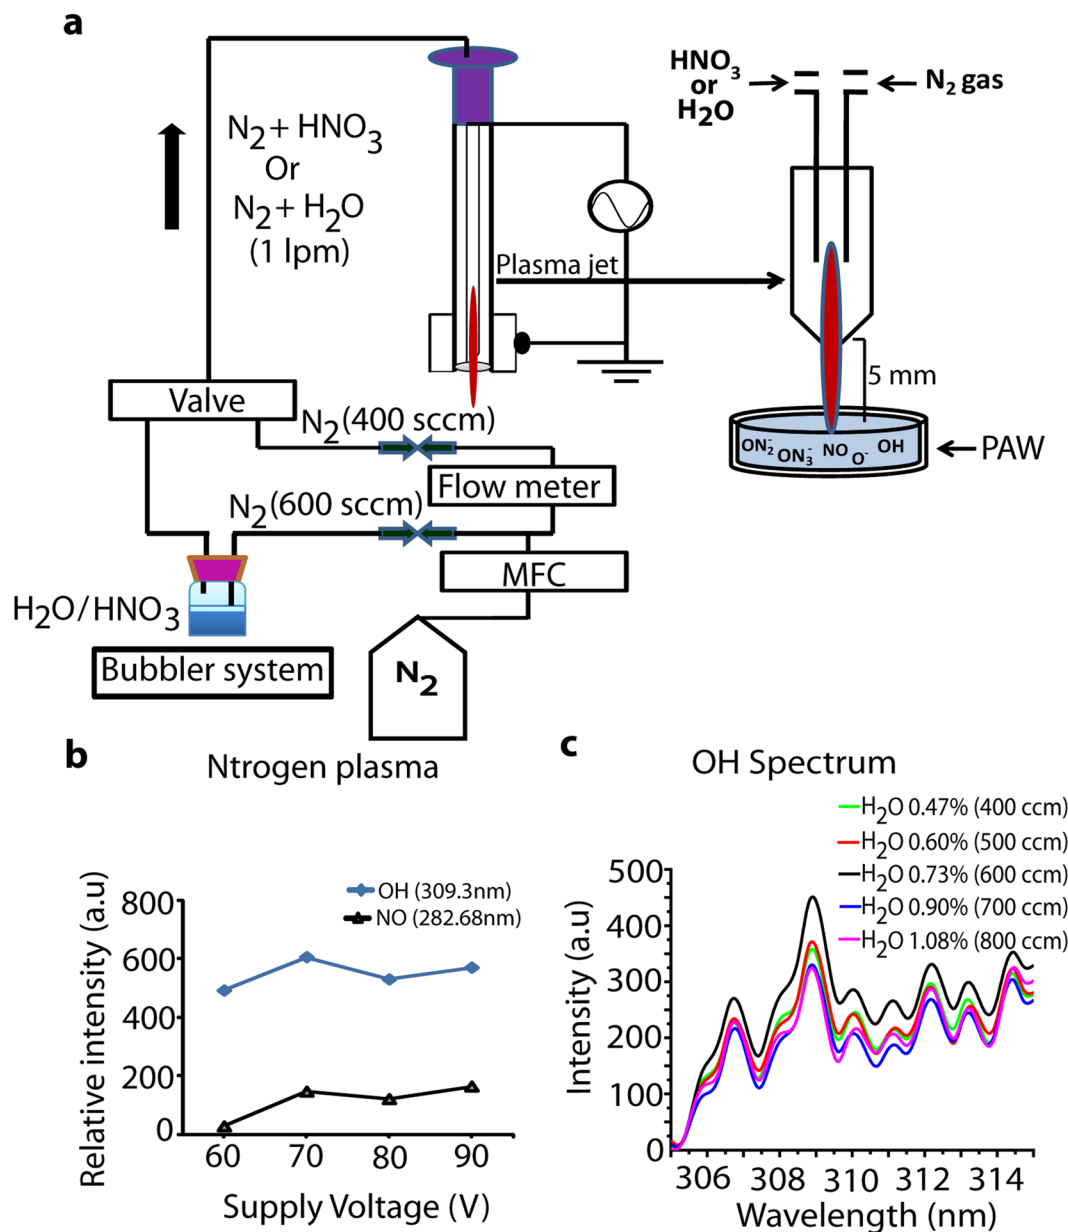 a
N2 + HNO3
Or
N2 + H2O
(1 lpm)
HNO3
or
H2O
N2 gas
Plasma jet
5 mm
Valve
N2 (400 sccm)
ON2- ON3- NO O- OH
PAW
Flow meter
N2 (600 sccm)
MFC
H2O/HNO3
Bubbler system
N2
b
Ntrogen plasma
Relative intensity (a.u)
OH (309.3nm)
NO (282.68nm)
800
600
400
200
0
60 70 80 90
Supply Voltage (V)
c
OH Spectrum
H2O 0.47% (400 ccm)
H2O 0.60% (500 ccm)
H2O 0.73% (600 ccm)
H2O 0.90% (700 ccm)
H2O 1.08% (800 ccm)
Intensity (a.u)
500
400
300
200
100
0
306 308 310 312 314
Wavelength (nm)